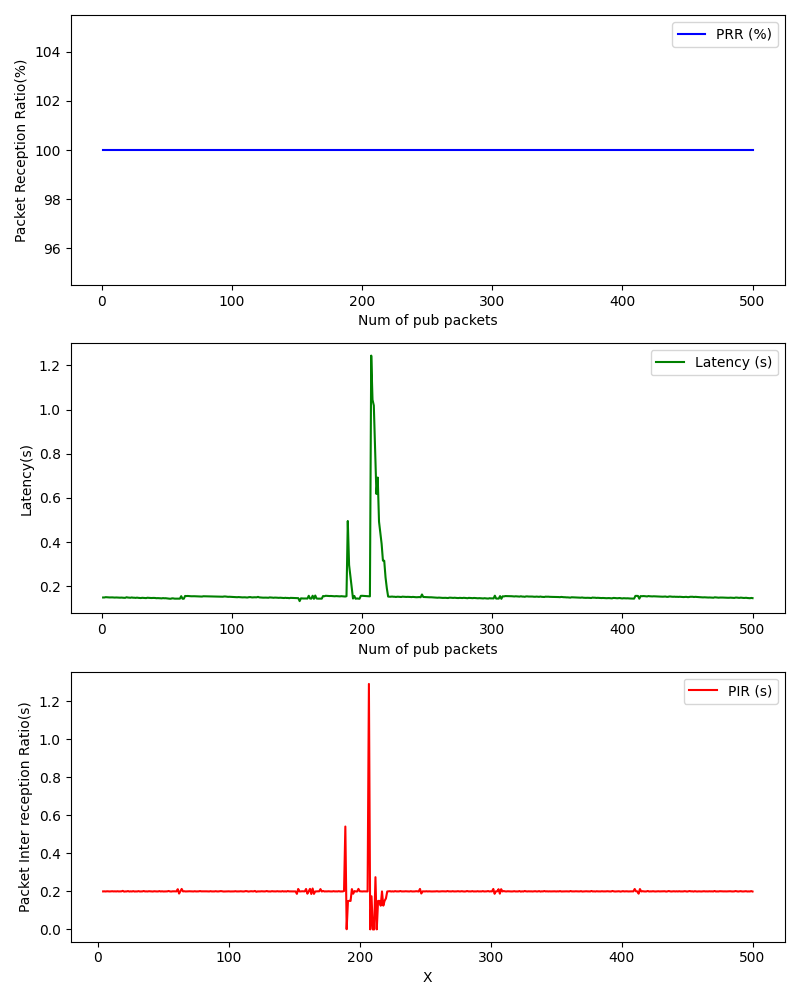 PRR (%)
104
102
100
98
96
Packet Reception Ratio(%)
0 100 200 300 400 500
Num of pub packets
Latency (s)
1.2
1.0
0.8
0.6
0.4
0.2
Latency(s)
0 100 200 300 400 500
Num of pub packets
PIR (s)
1.2
1.0
0.8
0.6
0.4
0.2
0.0
Packet Inter reception Ratio(s)
0 100 200 300 400 500
X